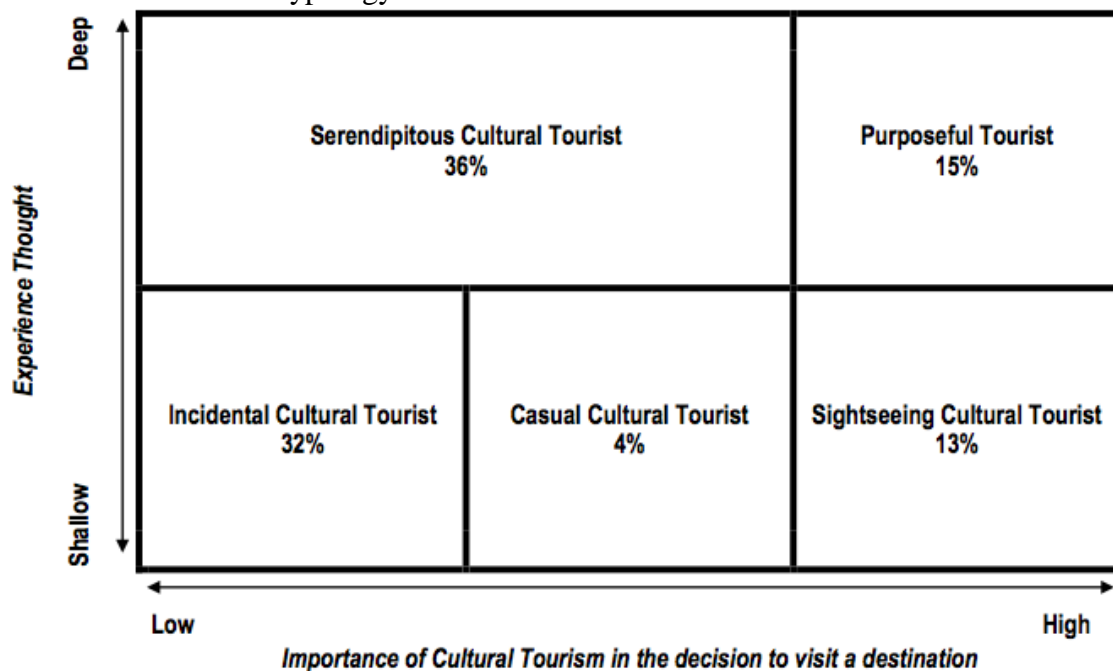 Deep
Serendipitous Cultural Tourist
36%
Purposeful Tourist
15%
Experience Thought
Incidental Cultural Tourist
32%
Casual Cultural Tourist
4%
Sightseeing Cultural Tourist
13%
Shallow
Low
High
Importance of Cultural Tourism in the decision to visit a destination